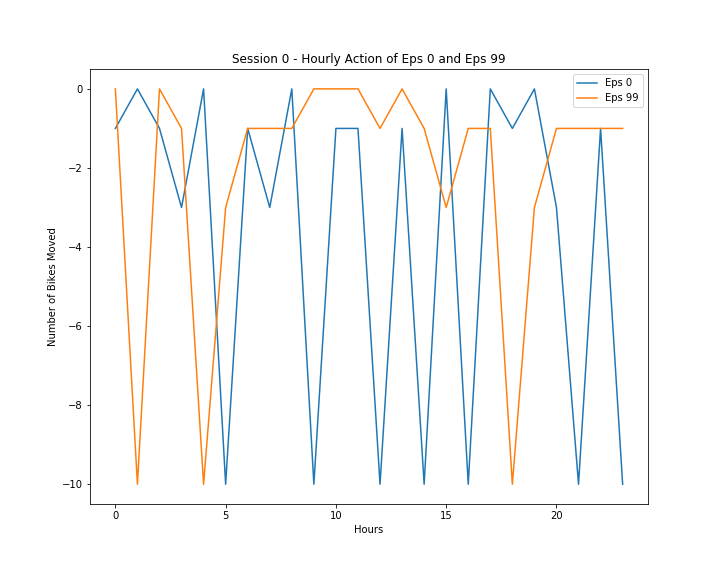 Session 0 - Hourly Action of Eps 0 and Eps 99
Eps 0
Eps 99
Number of Bikes Moved
0
−2
−4
−6
−8
−10
0
5
10
15
20
Hours